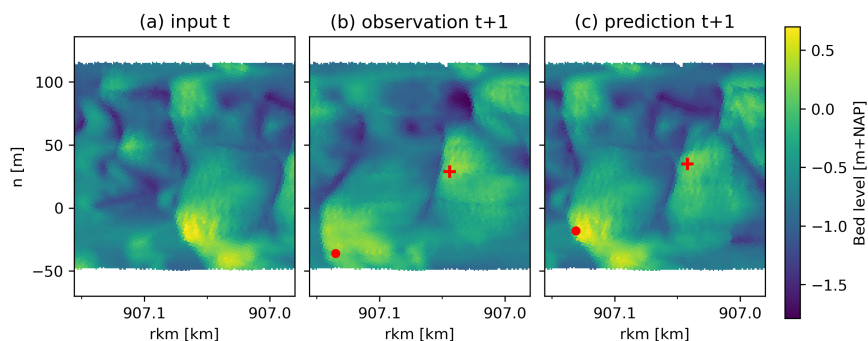 (a) input t
(b) observation t+1
(c) prediction t+1
n [m]
100
50
0
−50
907.1
907.0
rkm [km]
907.1
907.0
rkm [km]
907.1
907.0
rkm [km]
0.5
0.0
−0.5
−1.0
−1.5
Bed level [m+NAP]